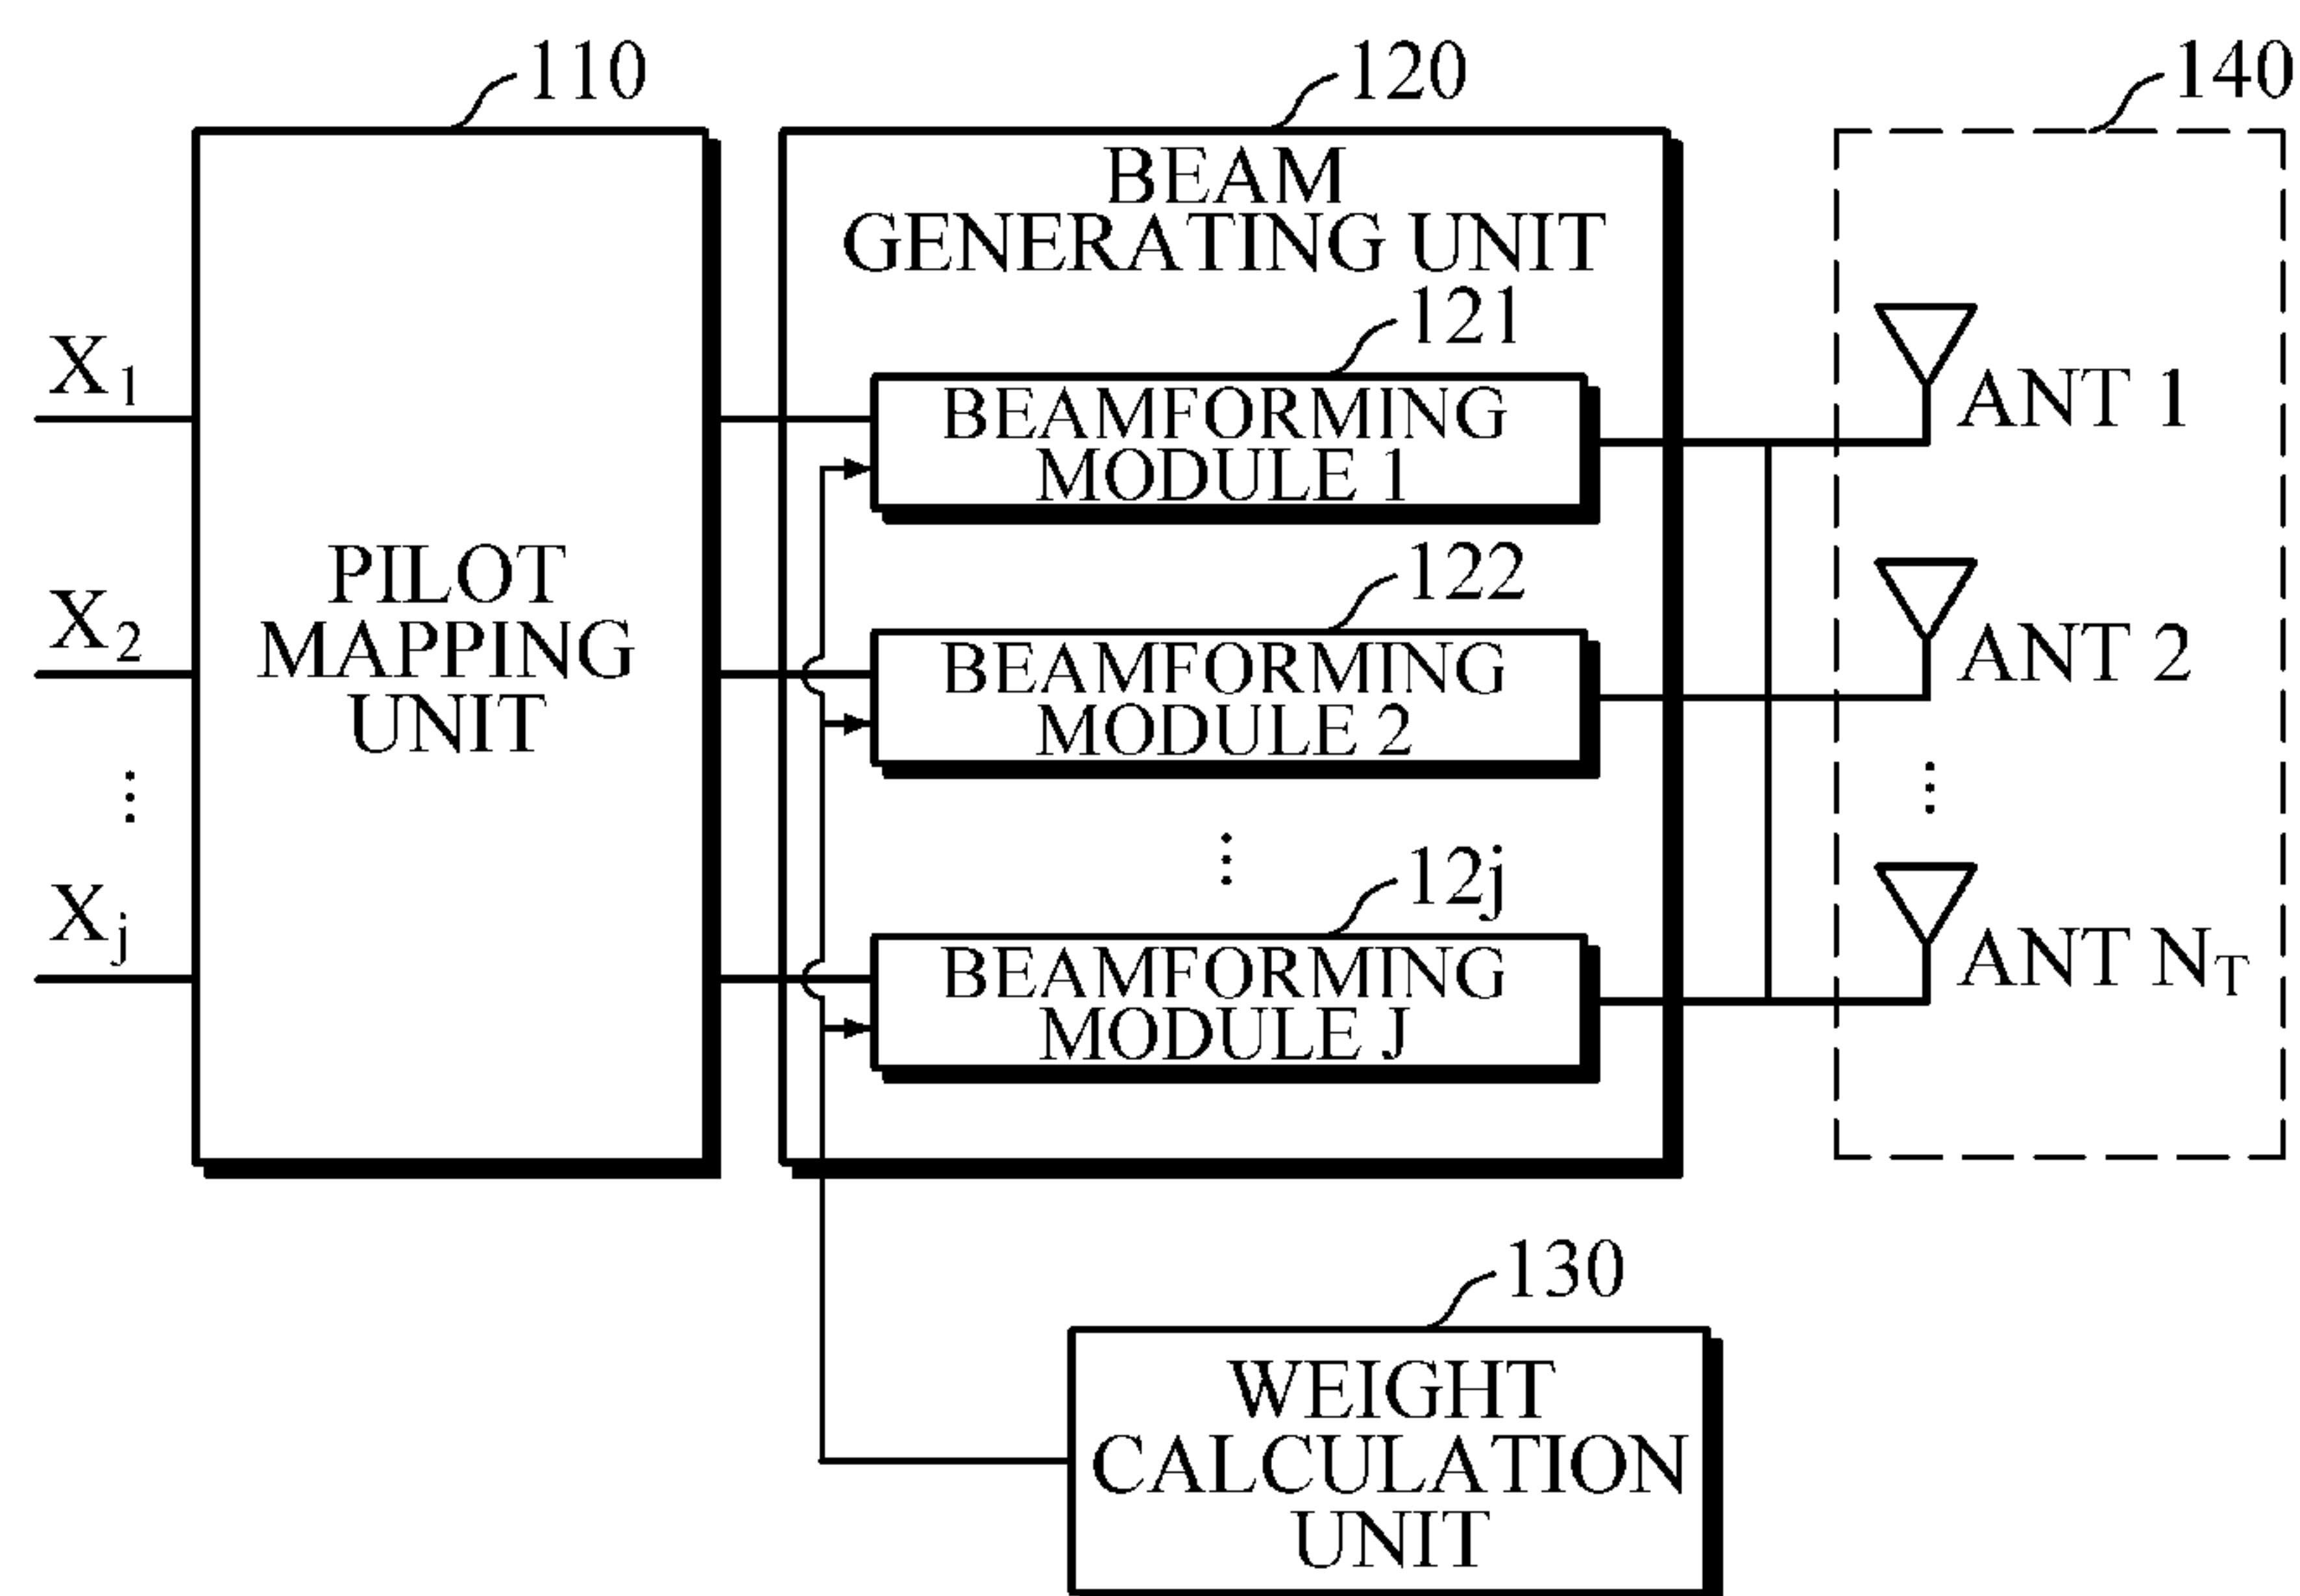 110
120
140
BEAM
GENERATING UNIT
121
X1
BEAMFORMING
MODULE 1
ANT 1
PILOT
MAPPING
UNIT
122
X2
BEAMFORMING
MODULE 2
ANT 2
12j
Xj
BEAMFORMING
MODULE J
ANT NT
130
WEIGHT
CALCULATION
UNIT